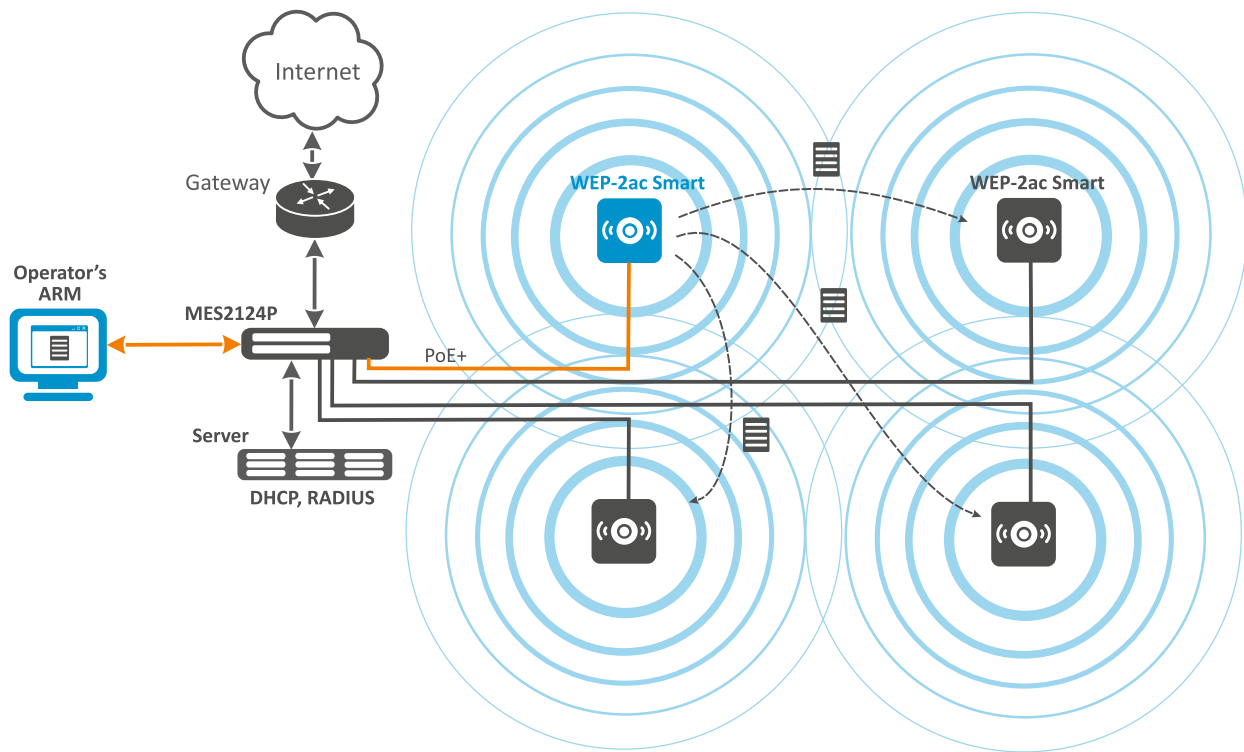 Internet
Gateway
Operator's
ARM
MES2124P
PoE+
Server
DHCP, RADIUS
WEP-2ac Smart
WEP-2ac Smart